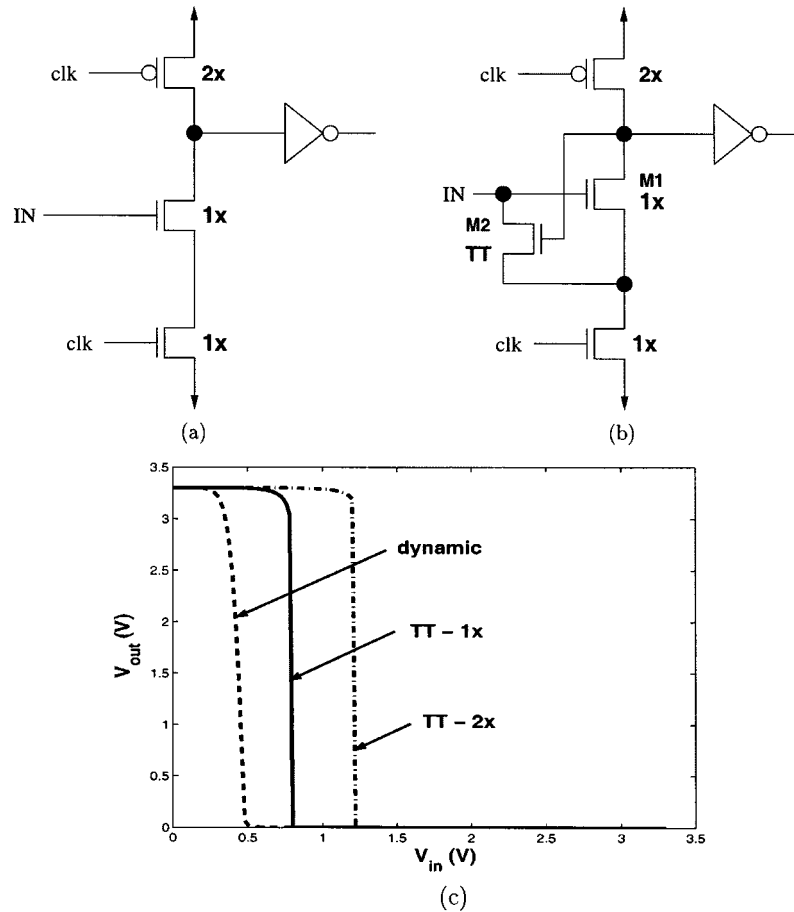 clk
2x
IN
1x
clk
1x
(a)
clk
2x
IN
M1
1x
M2
TT
clk
1x
(b)
3.5
3
2.5
2
1.5
1
0.5
0
Vout (V)
dynamic
TT – 1x
TT – 2x
0
0.5
1
1.5
2
2.5
3
3.5
Vin (V)
(c)